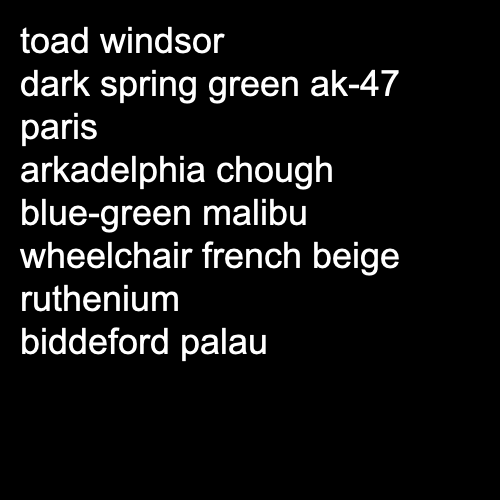 toad windsor
dark spring green ak-47
paris
arkadelphia chough
blue-green malibu
wheelchair french beige
ruthenium
biddeford palau